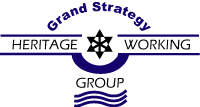 Grand Strategy
HERITAGE WORKING
GROUP